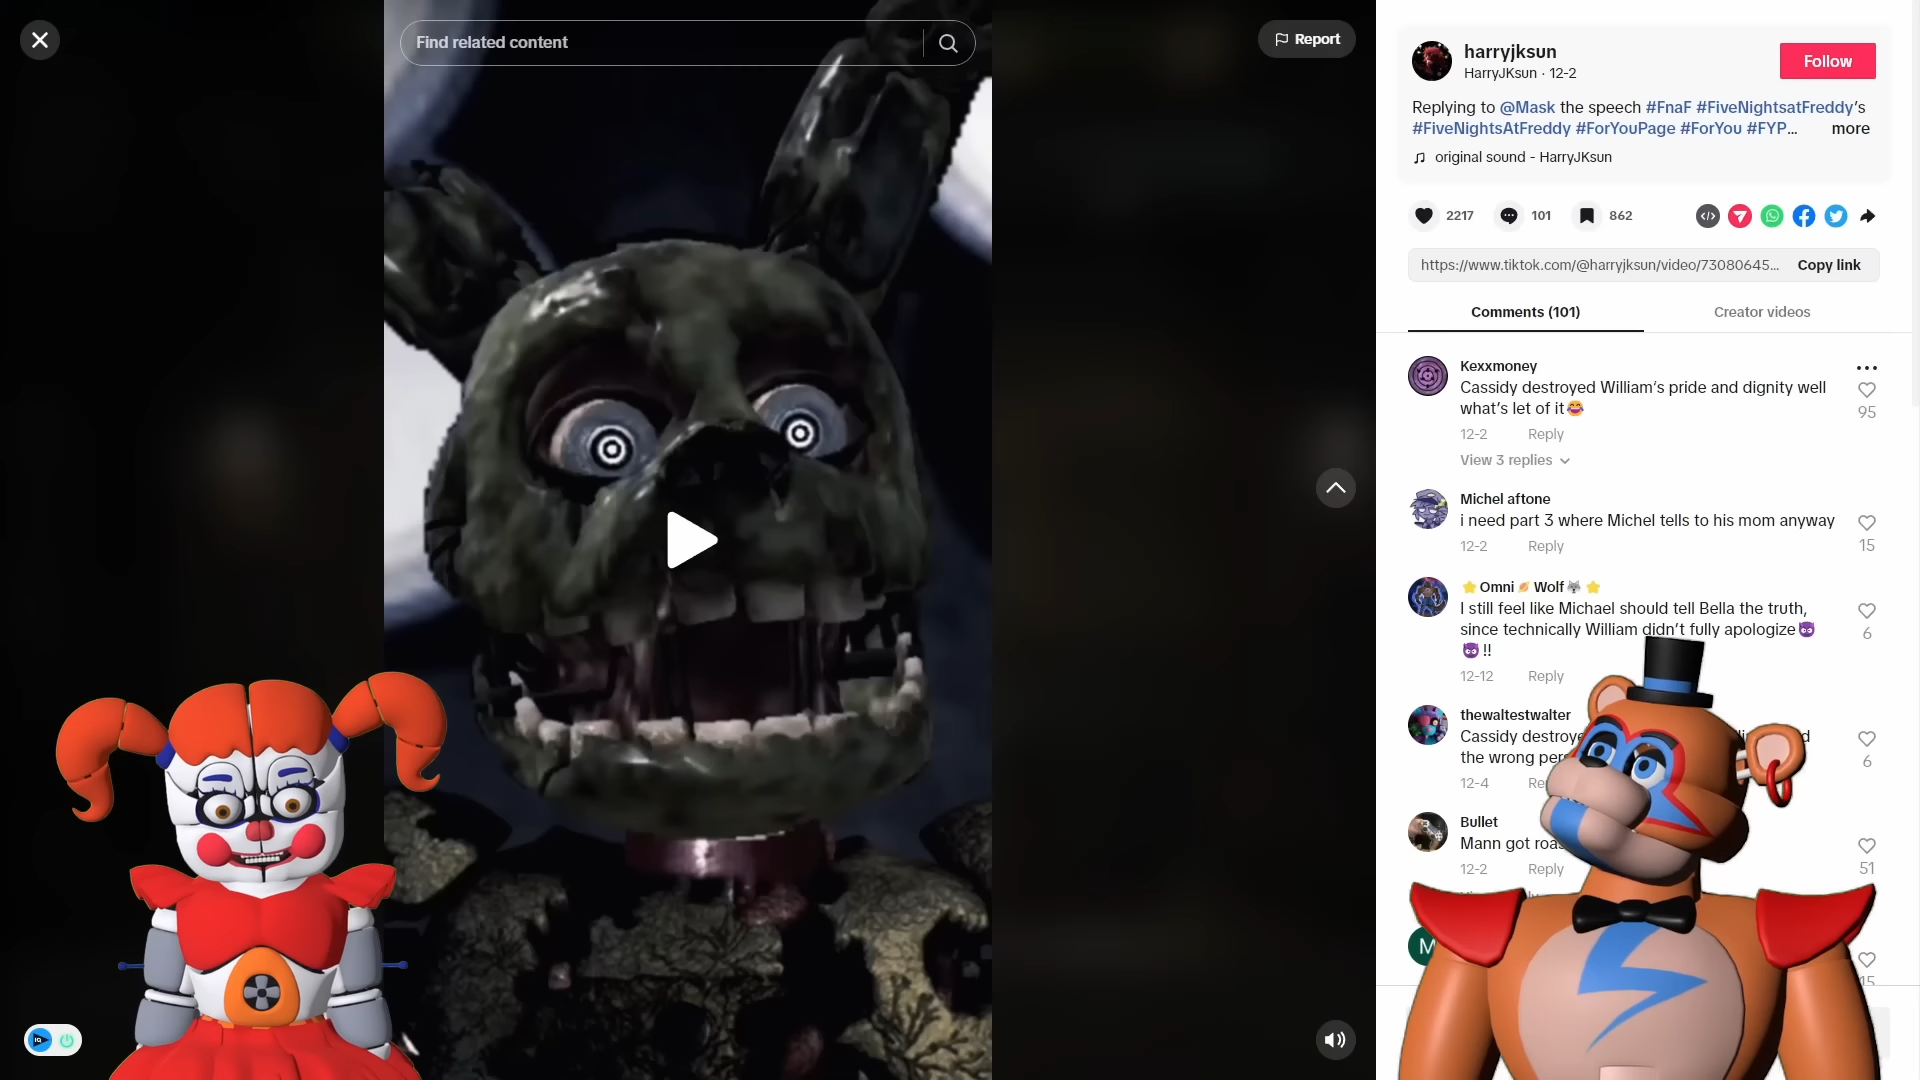 Find related content
Report
harryjksun
HarryJKsun · 12-2
Follow
Replying to @Mask the speech #FnaF #FiveNightsatFreddy's
#FiveNightsAtFreddy #ForYouPage #ForYou #FYP... more
original sound - HarryJKsun
2217
101
862
https://www.tiktok.com/@harryjksun/video/73080645...
Copy link
Comments (101)
Creator videos
Kexxmoney
Cassidy destroyed William's pride and dignity well
what's let of it😂
95
12-2 Reply
View 3 replies
Michel aftone
i need part 3 where Michel tells to his mom anyway
12-2 Reply
15
⭐Omni🪐Wolf🐺⭐
I still feel like Michael should tell Bella the truth,
since technically William didn't fully apologize😈
😈!!
12-12 Reply
6
thewaltestwalter
Cassidy
the wrong
12-4
6
Bullet
Mann got
12-2 Reply
51
M
15